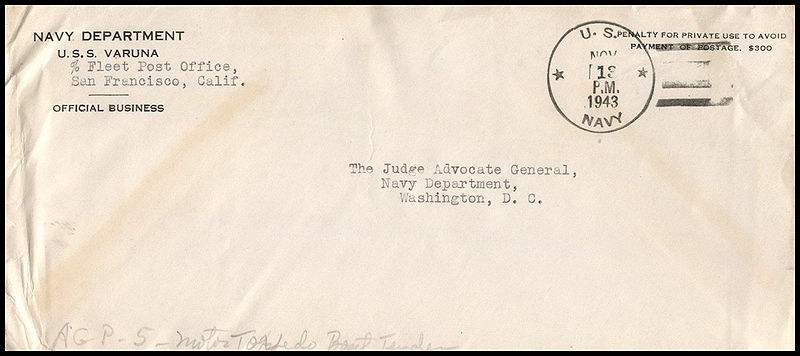 NAVY DEPARTMENT
U.S.S. VARUNA
% Fleet Post Office,
San Francisco, Calif.
OFFICIAL BUSINESS
U. S.
NOV
13
P.M.
1943
NAVY
PENALTY FOR PRIVATE USE TO AVOID
PAYMENT OF POSTAGE, $300
The Judge Advocate General,
Navy Department,
Washington, D. C.
AGP-5-Motor Torpedo Boat Tender